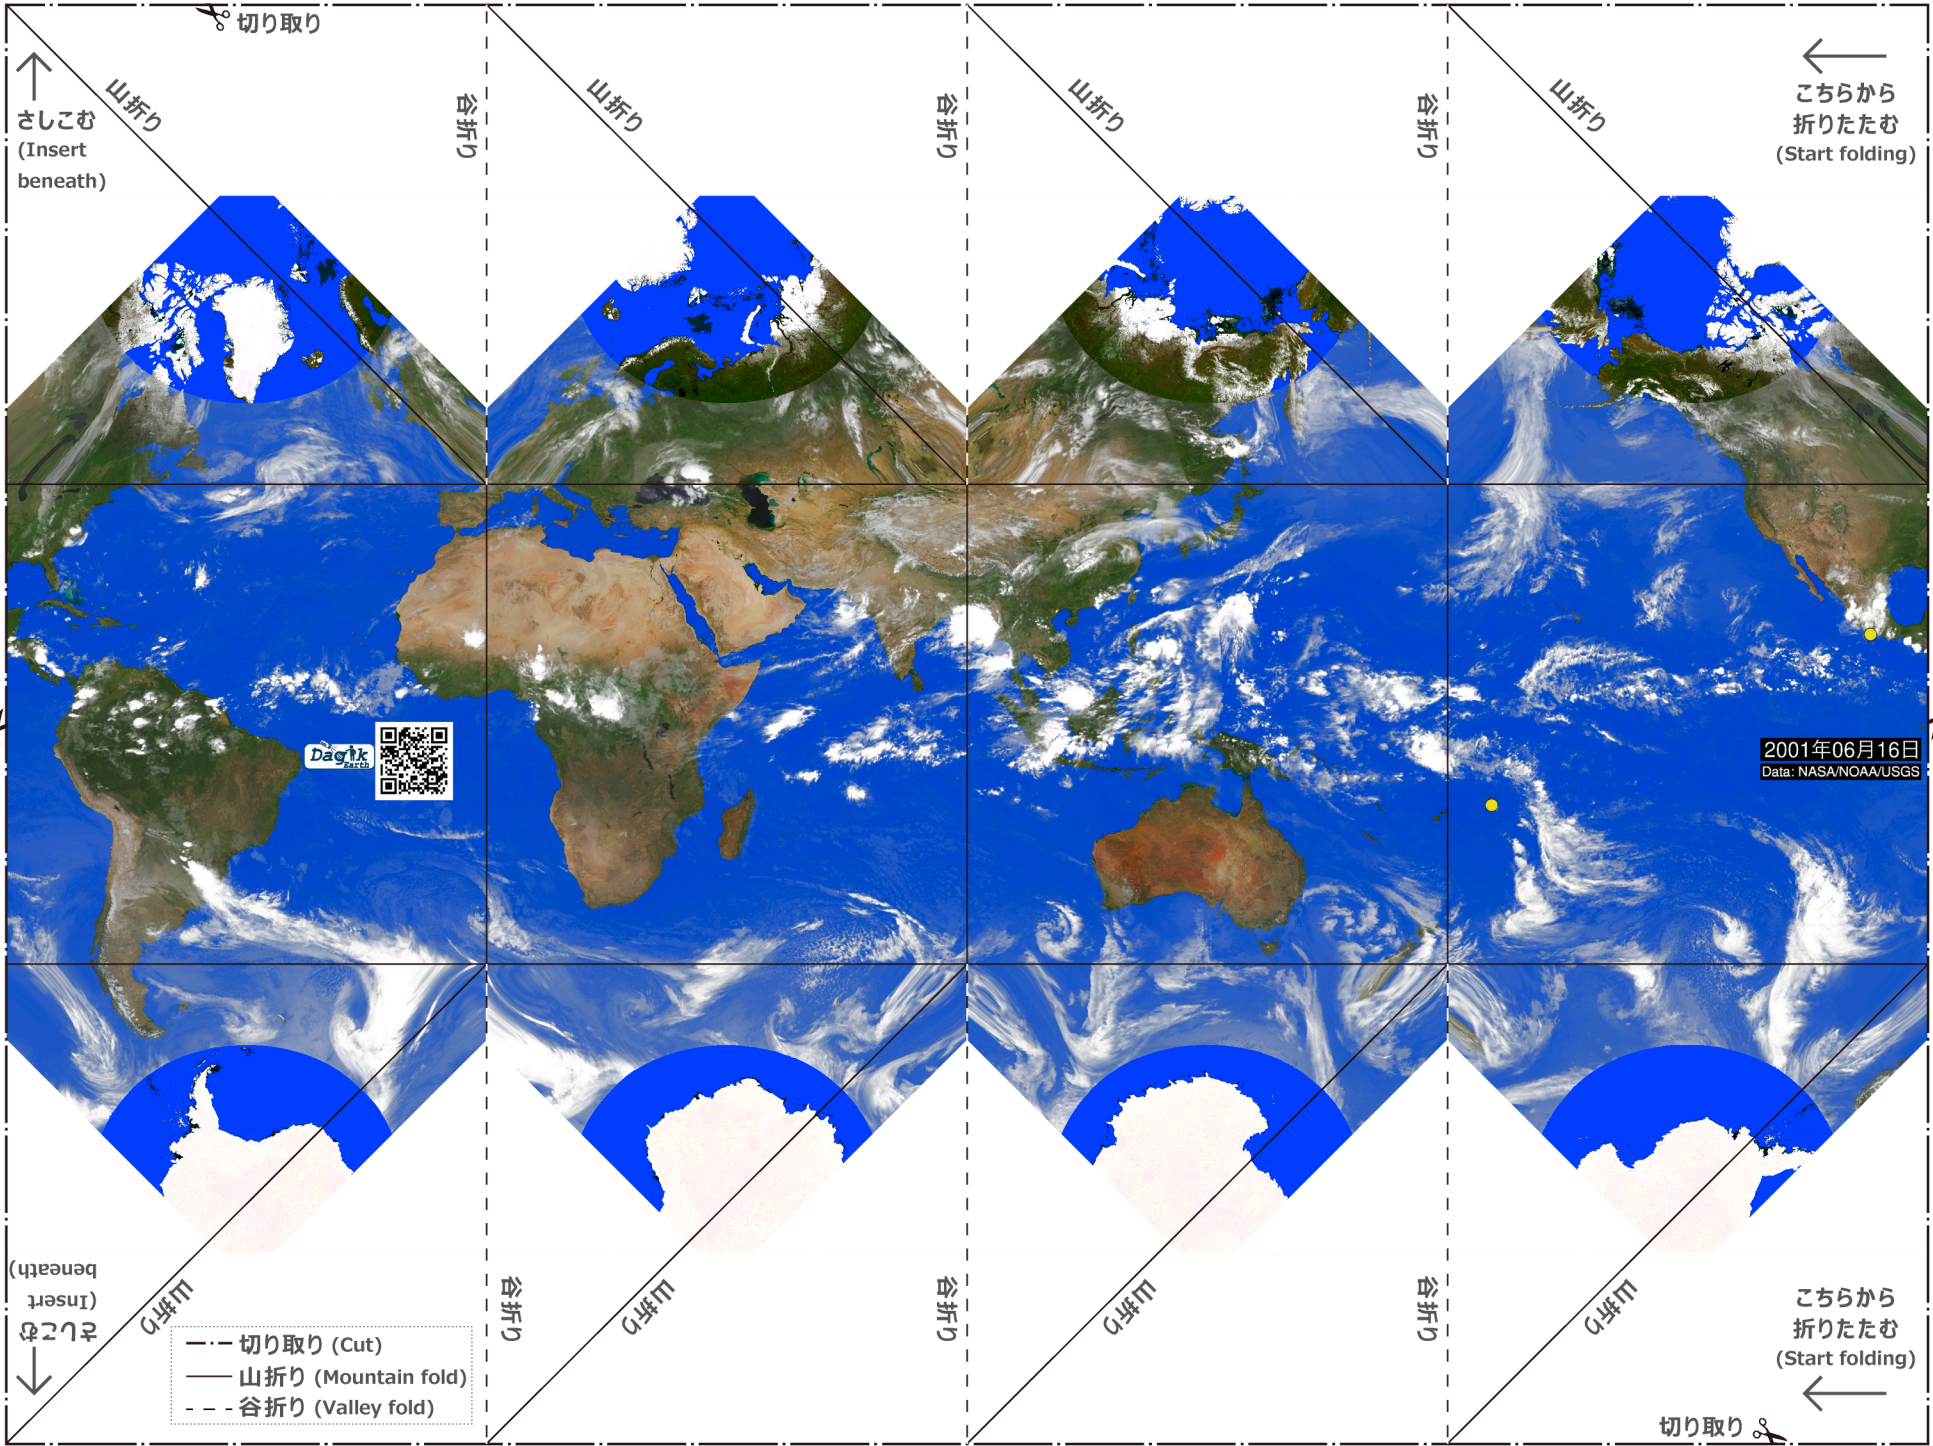 切り取り
山折り
谷折り
山折り
谷折り
山折り
谷折り
山折り
こちらから
折りたたむ
(Start folding)
さしこむ
(Insert
beneath)
Dagik
Earth
2001年06月16日
Data: NASA/NOAA/USGS
さしこむ
(Insert
beneath)
山折り
谷折り
山折り
谷折り
山折り
谷折り
山折り
こちらから
折りたたむ
(Start folding)
切り取り (Cut)
山折り (Mountain fold)
谷折り (Valley fold)
切り取り